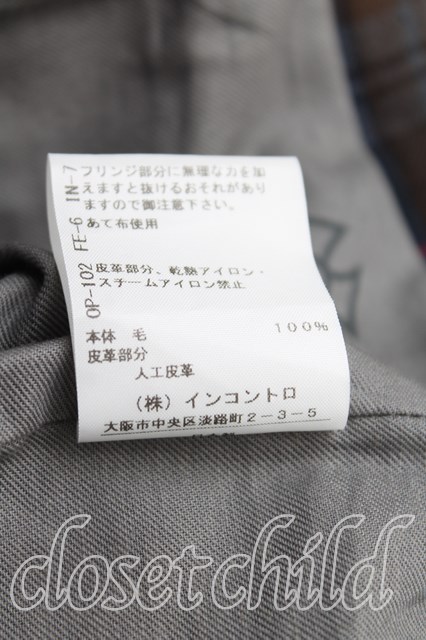 フリンジ部分に無理な力を加
えますと抜けるおそれがあり
ますので御注意下さい。
あて布使用
皮革部分、乾熱アイロン・
スチームアイロン禁止
本体 毛 100%
皮革部分
人工皮革
(株) インコントロ
大阪市中央区淡路町2-3-5
OP-102 FE-6 IN-7
closet child